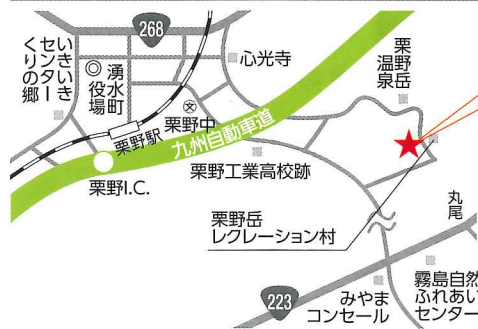 268
いきいき
センター
くりの郷
湧水町
役場
心光寺
栗野
温泉
岳
栗野駅
栗野中
九州自動車道
栗野I.C.
栗野工業高校跡
栗野岳
レクレーション村
丸尾
223
みやま
コンセール
霧島自然
ふれあい
センター